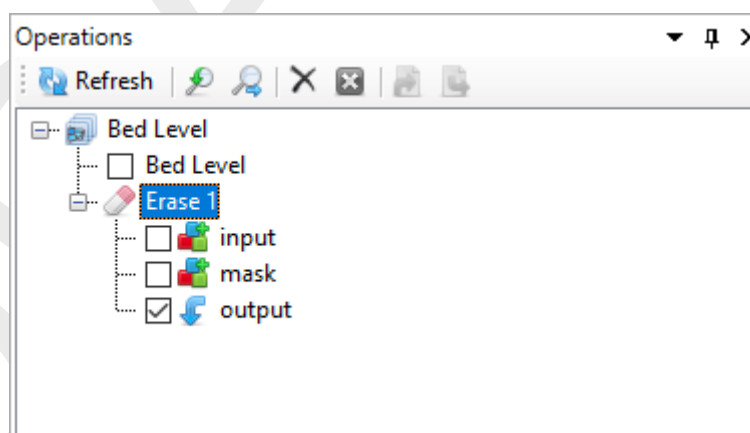 Operations
Refresh
Bed Level
Bed Level
Erase 1
input
mask
output